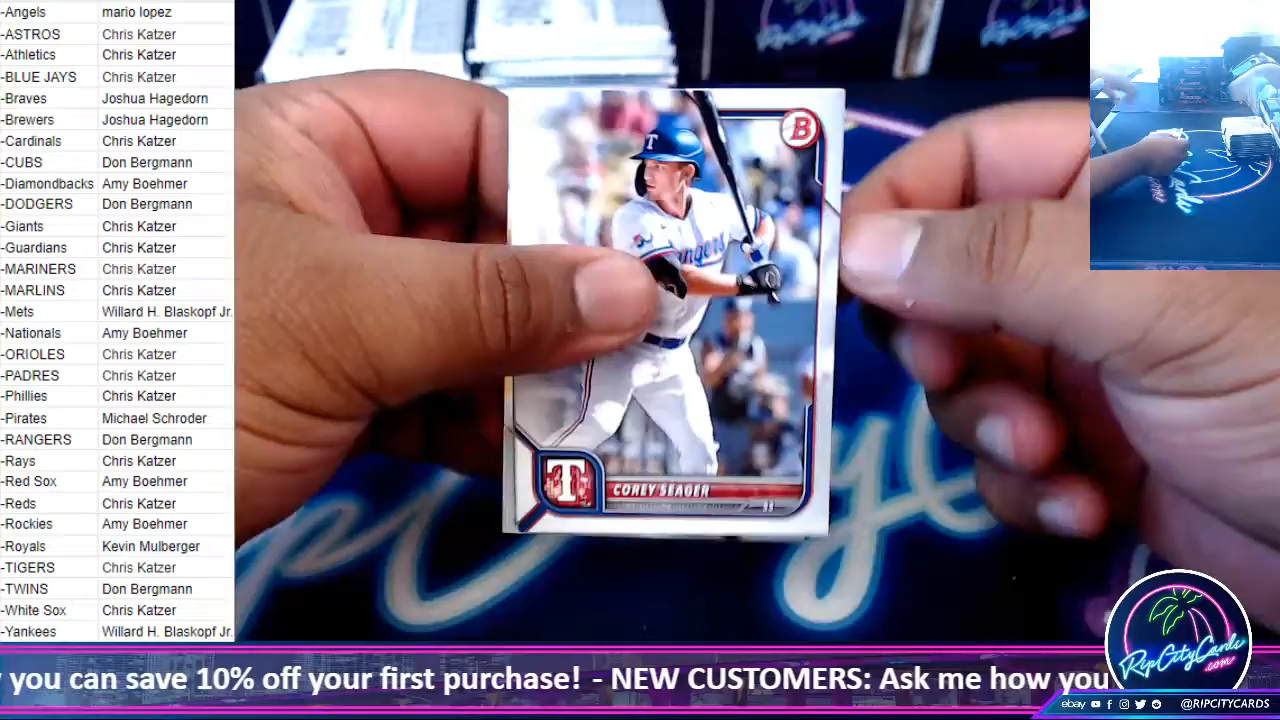 -Angels mario lopez
-ASTROS Chris Katzer
-Athletics Chris Katzer
-BLUE JAYS Chris Katzer
-Braves Joshua Hagedorn
-Brewers Joshua Hagedorn
-Cardinals Chris Katzer
-CUBS Don Bergmann
-Diamondbacks Amy Boehmer
-DODGERS Don Bergmann
-Giants Chris Katzer
-Guardians Chris Katzer
-MARINERS Chris Katzer
-MARLINS Chris Katzer
-Mets Willard H. Blaskopf Jr.
-Nationals Amy Boehmer
-ORIOLES Chris Katzer
-PADRES Chris Katzer
-Phillies Chris Katzer
-Pirates Michael Schroder
-RANGERS Don Bergmann
-Rays Chris Katzer
-Red Sox Amy Boehmer
-Reds Chris Katzer
-Rockies Amy Boehmer
-Royals Kevin Mulberger
-TIGERS Chris Katzer
-TWINS Don Bergmann
-White Sox Chris Katzer
-Yankees Willard H. Blaskopf Jr.
B
T
Rangers
T
COREY SEAGER
SS
RipCityCards
.com
you can save 10% off your first purchase! - NEW CUSTOMERS: Ask me how you
ebay @RIPCITYCARDS